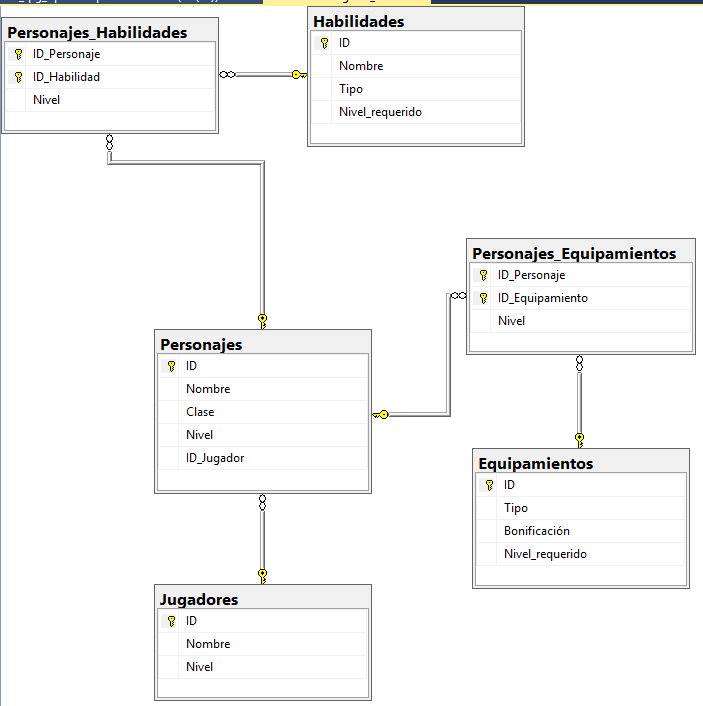 Personajes_Habilidades
ID_Personaje
ID_Habilidad
Nivel
Habilidades
ID
Nombre
Tipo
Nivel_requerido
Personajes_Equipamientos
ID_Personaje
ID_Equipamiento
Nivel
Personajes
ID
Nombre
Clase
Nivel
ID_Jugador
Equipamientos
ID
Tipo
Bonificación
Nivel_requerido
Jugadores
ID
Nombre
Nivel